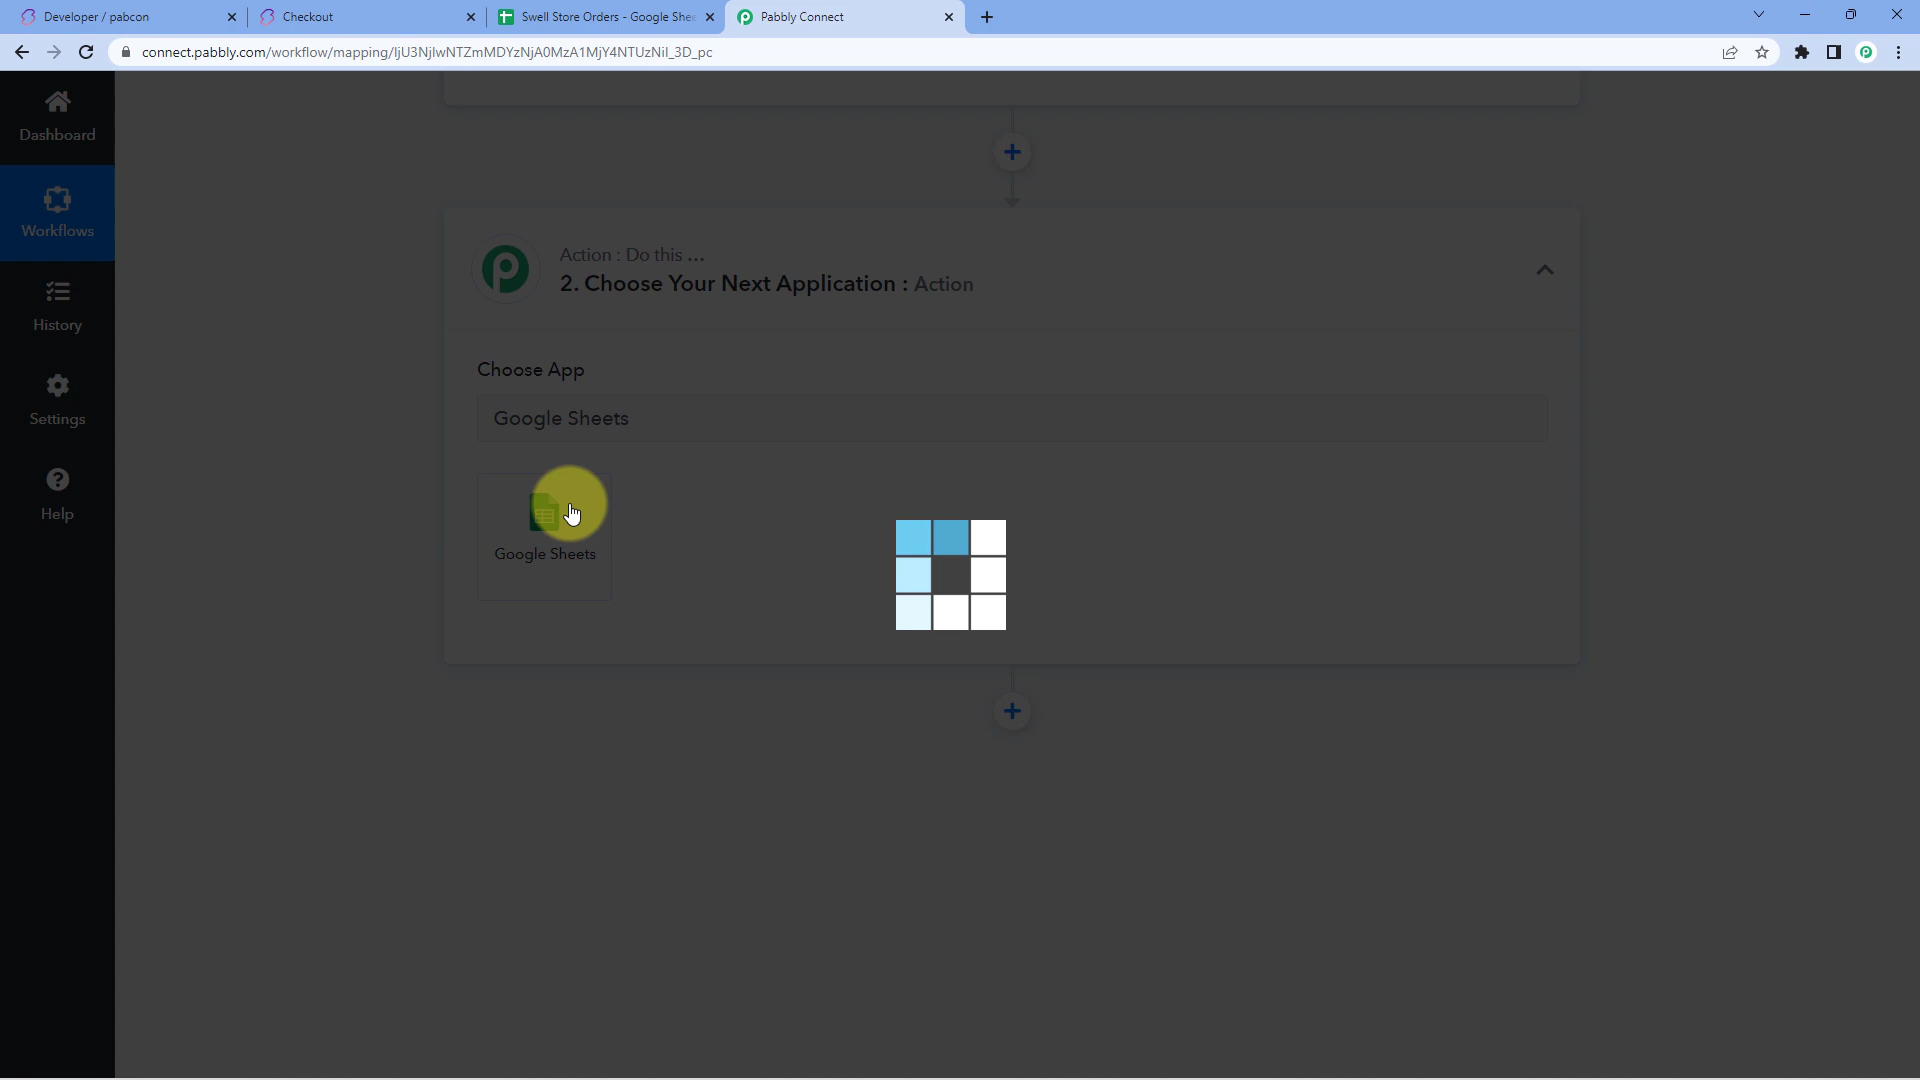 Developer / pabcon
Checkout
Swell Store Orders - Google Shee
Pabbly Connect
connect.pabbly.com/workflow/mapping/IjU3NjIwNTZmMDYzNjA0MzA1MjY4NTUzNiI_3D_pc
Dashboard
Workflows
History
Settings
Help
Action : Do this ...
2. Choose Your Next Application : Action
Choose App
Google Sheets
Google Sheets